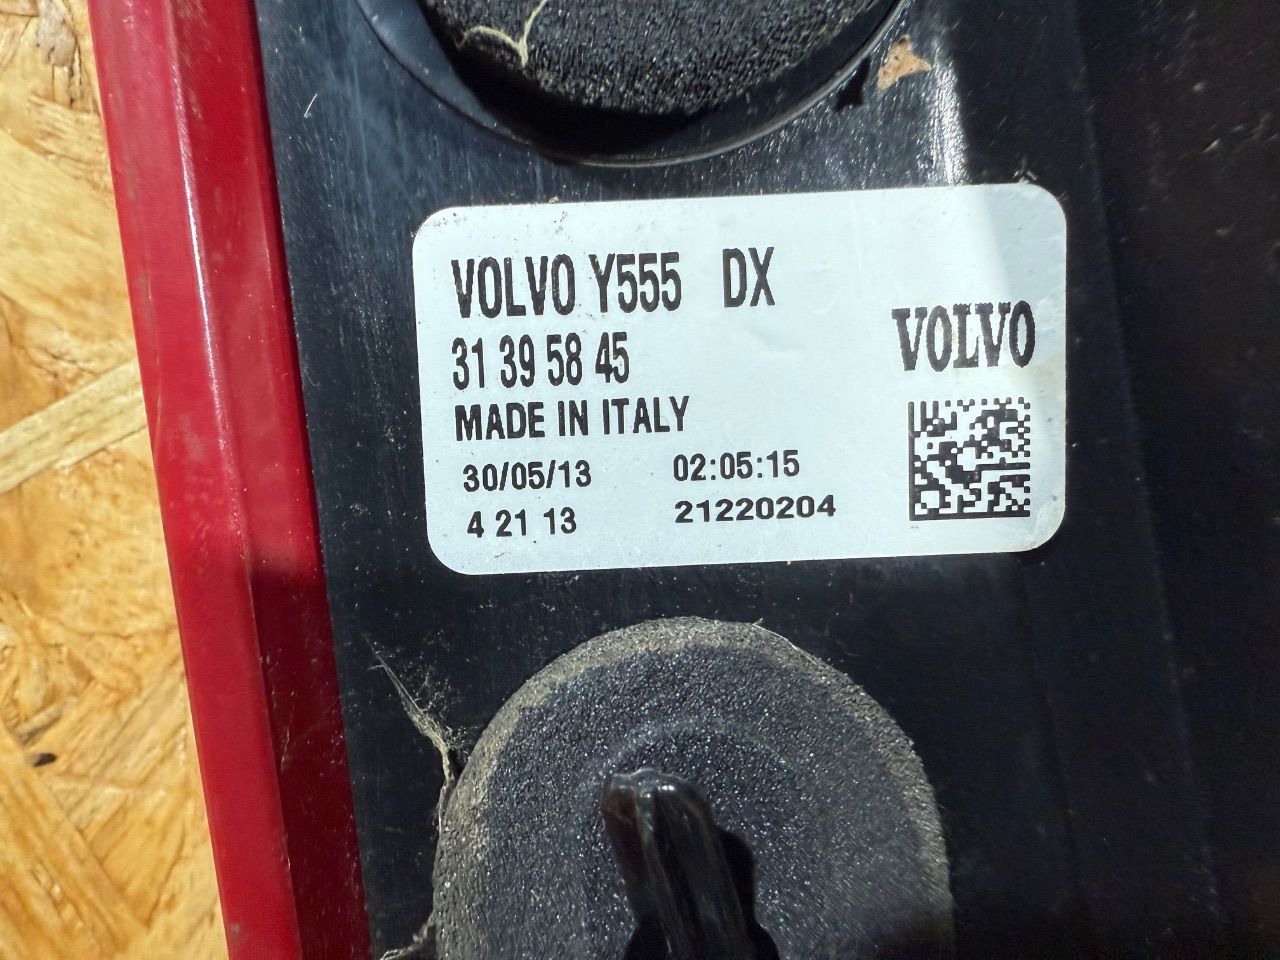 VOLVO Y555 DX
31 39 58 45
VOLVO
MADE IN ITALY
30/05/13 02:05:15
4 21 13 21220204